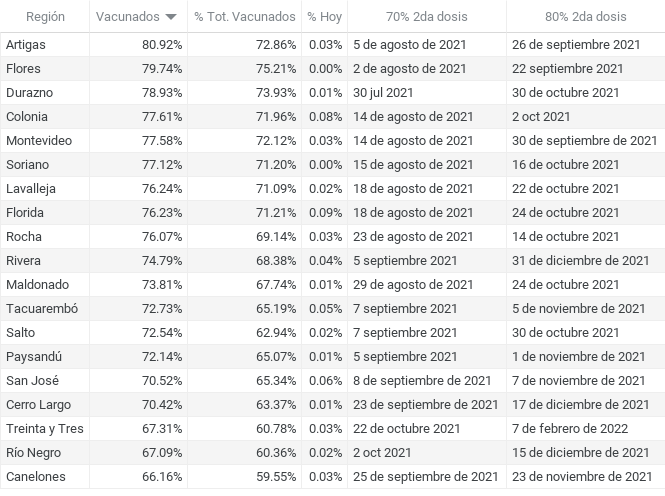 Región Vacunados % Tot. Vacunados % Hoy 70% 2da dosis 80% 2da dosis
Artigas 80.92% 72.86% 0.03% 5 de agosto de 2021 26 de septiembre 2021
Flores 79.74% 75.21% 0.00% 2 de agosto de 2021 22 septiembre 2021
Durazno 78.93% 73.93% 0.01% 30 jul 2021 30 de octubre 2021
Colonia 77.61% 71.96% 0.08% 14 de agosto de 2021 2 oct 2021
Montevideo 77.58% 72.12% 0.03% 14 de agosto de 2021 30 de septiembre de 2021
Soriano 77.12% 71.20% 0.00% 15 de agosto de 2021 16 de octubre 2021
Lavalleja 76.24% 71.09% 0.02% 18 de agosto de 2021 22 de octubre 2021
Florida 76.23% 71.21% 0.09% 18 de agosto de 2021 24 de octubre 2021
Rocha 76.07% 69.14% 0.03% 23 de agosto de 2021 14 de octubre 2021
Rivera 74.79% 68.38% 0.04% 5 septiembre 2021 31 de diciembre de 2021
Maldonado 73.81% 67.74% 0.01% 29 de agosto de 2021 24 de octubre 2021
Tacuarembó 72.73% 65.19% 0.05% 7 septiembre 2021 5 de noviembre de 2021
Salto 72.54% 62.94% 0.02% 7 septiembre 2021 30 de octubre 2021
Paysandú 72.14% 65.07% 0.01% 5 septiembre 2021 1 de noviembre de 2021
San José 70.52% 65.34% 0.06% 8 de septiembre de 2021 7 de noviembre de 2021
Cerro Largo 70.42% 63.37% 0.01% 23 de septiembre de 2021 17 de diciembre de 2021
Treinta y Tres 67.31% 60.78% 0.03% 22 de octubre 2021 7 de febrero de 2022
Río Negro 67.09% 60.36% 0.02% 2 oct 2021 15 de diciembre de 2021
Canelones 66.16% 59.55% 0.03% 25 de septiembre de 2021 23 de noviembre de 2021